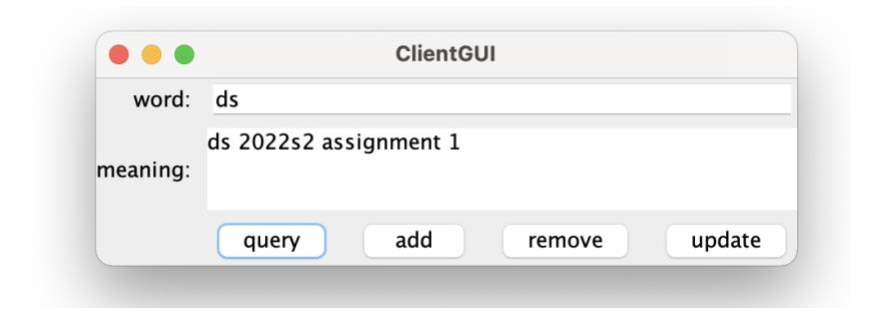 ClientGUI
word: ds
meaning: ds 2022s2 assignment 1
query add remove update